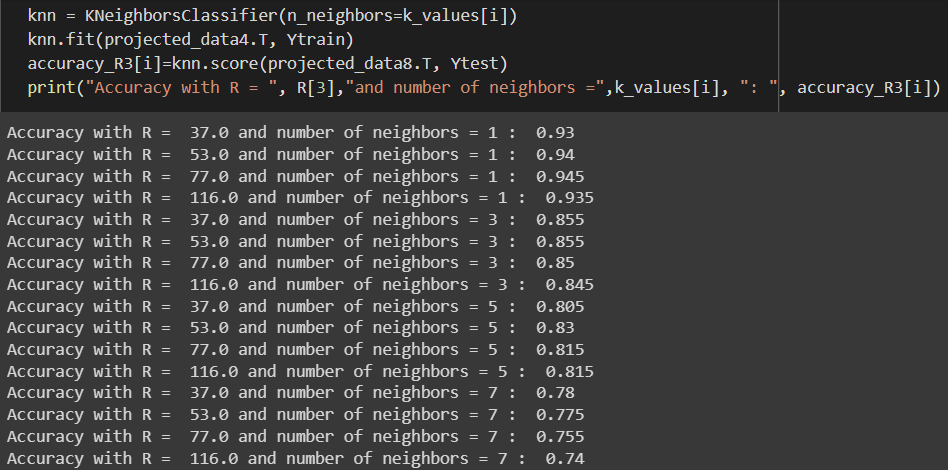 knn = KNeighborsClassifier(n_neighbors=k_values[i])
knn.fit(projected_data4.T, Ytrain)
accuracy_R3[i]=knn.score(projected_data8.T, Ytest)
print("Accuracy with R = ", R[3],"and number of neighbors =",k_values[i], ": ", accuracy_R3[i])
Accuracy with R =  37.0 and number of neighbors = 1 :  0.93
Accuracy with R =  53.0 and number of neighbors = 1 :  0.94
Accuracy with R =  77.0 and number of neighbors = 1 :  0.945
Accuracy with R =  116.0 and number of neighbors = 1 :  0.935
Accuracy with R =  37.0 and number of neighbors = 3 :  0.855
Accuracy with R =  53.0 and number of neighbors = 3 :  0.855
Accuracy with R =  77.0 and number of neighbors = 3 :  0.85
Accuracy with R =  116.0 and number of neighbors = 3 :  0.845
Accuracy with R =  37.0 and number of neighbors = 5 :  0.805
Accuracy with R =  53.0 and number of neighbors = 5 :  0.83
Accuracy with R =  77.0 and number of neighbors = 5 :  0.815
Accuracy with R =  116.0 and number of neighbors = 5 :  0.815
Accuracy with R =  37.0 and number of neighbors = 7 :  0.78
Accuracy with R =  53.0 and number of neighbors = 7 :  0.775
Accuracy with R =  77.0 and number of neighbors = 7 :  0.755
Accuracy with R =  116.0 and number of neighbors = 7 :  0.74